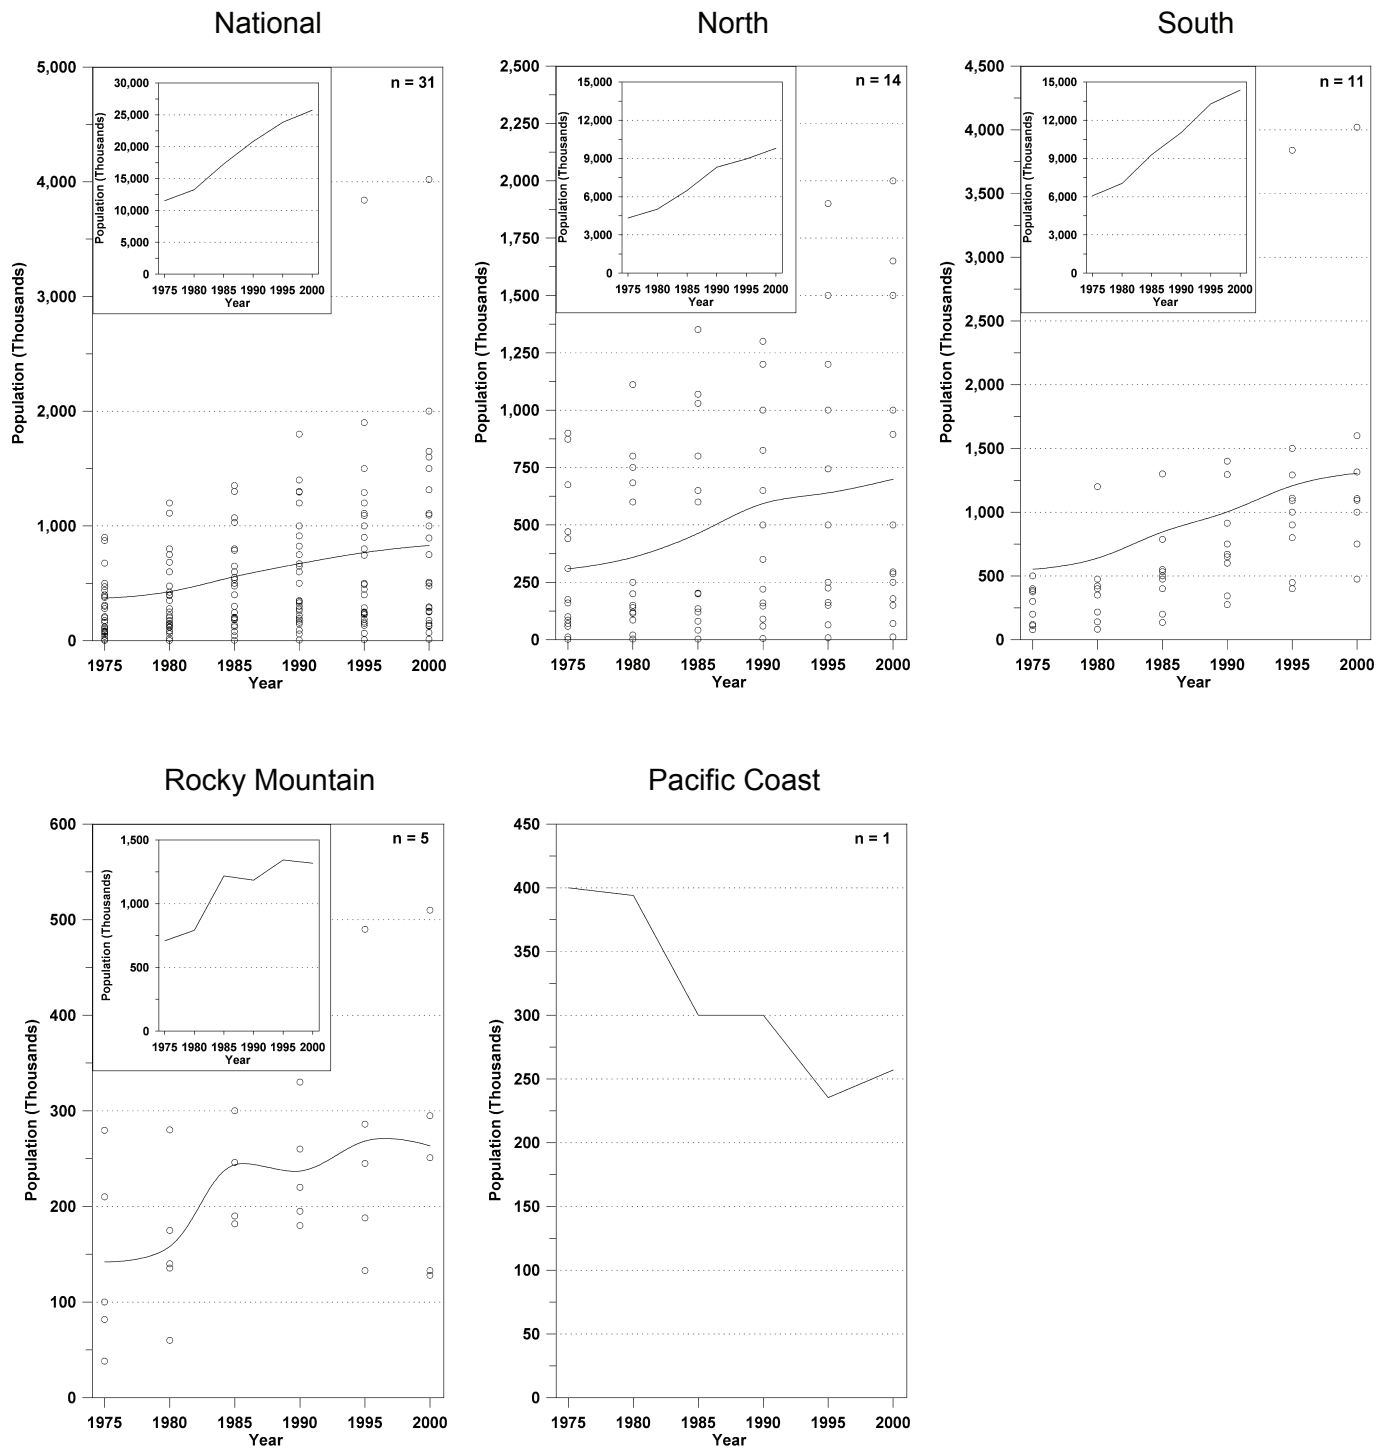 National
North
South
5,000
4,000
3,000
2,000
1,000
0
Population (Thousands)
1975 1980 1985 1990 1995 2000
Year
n = 31
30,000
25,000
20,000
15,000
10,000
5,000
0
Population (Thousands)
1975 1980 1985 1990 1995 2000
Year
2,500
2,250
2,000
1,750
1,500
1,250
1,000
750
500
250
0
Population (Thousands)
1975 1980 1985 1990 1995 2000
Year
n = 14
15,000
12,000
9,000
6,000
3,000
0
Population (Thousands)
1975 1980 1985 1990 1995 2000
Year
4,500
4,000
3,500
3,000
2,500
2,000
1,500
1,000
500
0
Population (Thousands)
1975 1980 1985 1990 1995 2000
Year
n = 11
15,000
12,000
9,000
6,000
3,000
0
Population (Thousands)
1975 1980 1985 1990 1995 2000
Year
Rocky Mountain
Pacific Coast
600
500
400
300
200
100
0
Population (Thousands)
1975 1980 1985 1990 1995 2000
Year
n = 5
1,500
1,000
500
0
Population (Thousands)
1975 1980 1985 1990 1995 2000
Year
450
400
350
300
250
200
150
100
50
0
Population (Thousands)
1975 1980 1985 1990 1995 2000
Year
n = 1